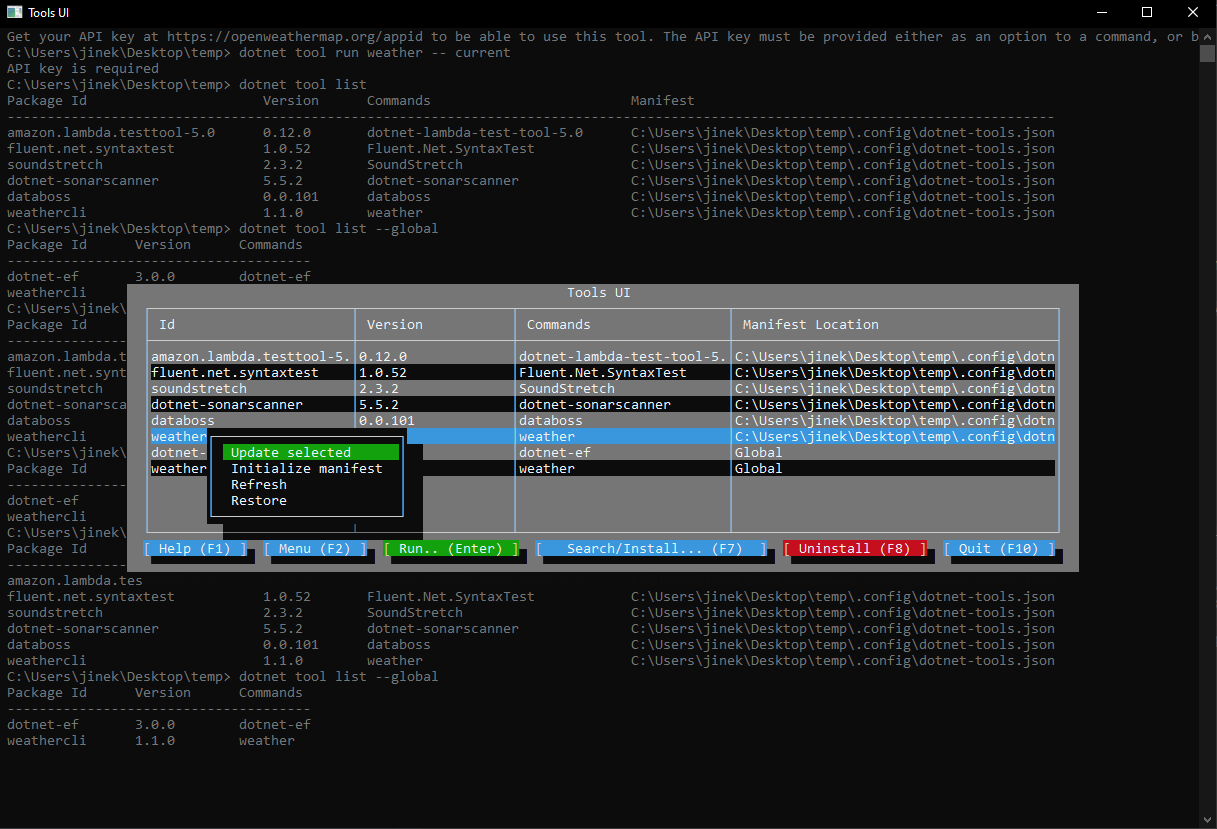 Tools UI
Get your API key at https://openweathermap.org/appid to be able to use this tool. The API key must be provided either as an option to a command, or b
C:\Users\jinek\Desktop\temp> dotnet tool run weather -- current
API key is required
C:\Users\jinek\Desktop\temp> dotnet tool list
Package Id Version Commands Manifest
-----------------------------------------------------------------------------------------------------------------------------------
amazon.lambda.testtool-5.0 0.12.0 dotnet-lambda-test-tool-5.0 C:\Users\jinek\Desktop\temp\.config\dotnet-tools.json
fluent.net.syntaxtest 1.0.52 Fluent.Net.SyntaxTest C:\Users\jinek\Desktop\temp\.config\dotnet-tools.json
soundstretch 2.3.2 SoundStretch C:\Users\jinek\Desktop\temp\.config\dotnet-tools.json
dotnet-sonarscanner 5.5.2 dotnet-sonarscanner C:\Users\jinek\Desktop\temp\.config\dotnet-tools.json
databoss 0.0.101 databoss C:\Users\jinek\Desktop\temp\.config\dotnet-tools.json
weathercli 1.1.0 weather C:\Users\jinek\Desktop\temp\.config\dotnet-tools.json
C:\Users\jinek\Desktop\temp> dotnet tool list --global
Package Id Version Commands
--------------------------------------
dotnet-ef 3.0.0 dotnet-ef
weathercli
C:\Users\jinek\
Package Id
---------------
amazon.lambda.t
fluent.net.synt
soundstretch
dotnet-sonarsca
databoss
weathercli
C:\Users\jinek\
Package Id
---------------
dotnet-ef
weathercli
C:\Users\jinek\
Package Id
---------------
Tools UI
Id Version Commands Manifest Location
amazon.lambda.testtool-5. 0.12.0 dotnet-lambda-test-tool-5. C:\Users\jinek\Desktop\temp\.config\dotn
fluent.net.syntaxtest 1.0.52 Fluent.Net.SyntaxTest C:\Users\jinek\Desktop\temp\.config\dotn
soundstretch 2.3.2 SoundStretch C:\Users\jinek\Desktop\temp\.config\dotn
dotnet-sonarscanner 5.5.2 dotnet-sonarscanner C:\Users\jinek\Desktop\temp\.config\dotn
databoss 0.0.101 databoss C:\Users\jinek\Desktop\temp\.config\dotn
weather weather C:\Users\jinek\Desktop\temp\.config\dotn
dotnet- dotnet-ef Global
weather weather Global
Update selected
Initialize manifest
Refresh
Restore
[ Help (F1) ] [ Menu (F2) ] [ Run.. (Enter) ] [ Search/Install... (F7) ] [ Uninstall (F8) ] [ Quit (F10) ]
amazon.lambda.tes
fluent.net.syntaxtest 1.0.52 Fluent.Net.SyntaxTest C:\Users\jinek\Desktop\temp\.config\dotnet-tools.json
soundstretch 2.3.2 SoundStretch C:\Users\jinek\Desktop\temp\.config\dotnet-tools.json
dotnet-sonarscanner 5.5.2 dotnet-sonarscanner C:\Users\jinek\Desktop\temp\.config\dotnet-tools.json
databoss 0.0.101 databoss C:\Users\jinek\Desktop\temp\.config\dotnet-tools.json
weathercli 1.1.0 weather C:\Users\jinek\Desktop\temp\.config\dotnet-tools.json
C:\Users\jinek\Desktop\temp> dotnet tool list --global
Package Id Version Commands
--------------------------------------
dotnet-ef 3.0.0 dotnet-ef
weathercli 1.1.0 weather